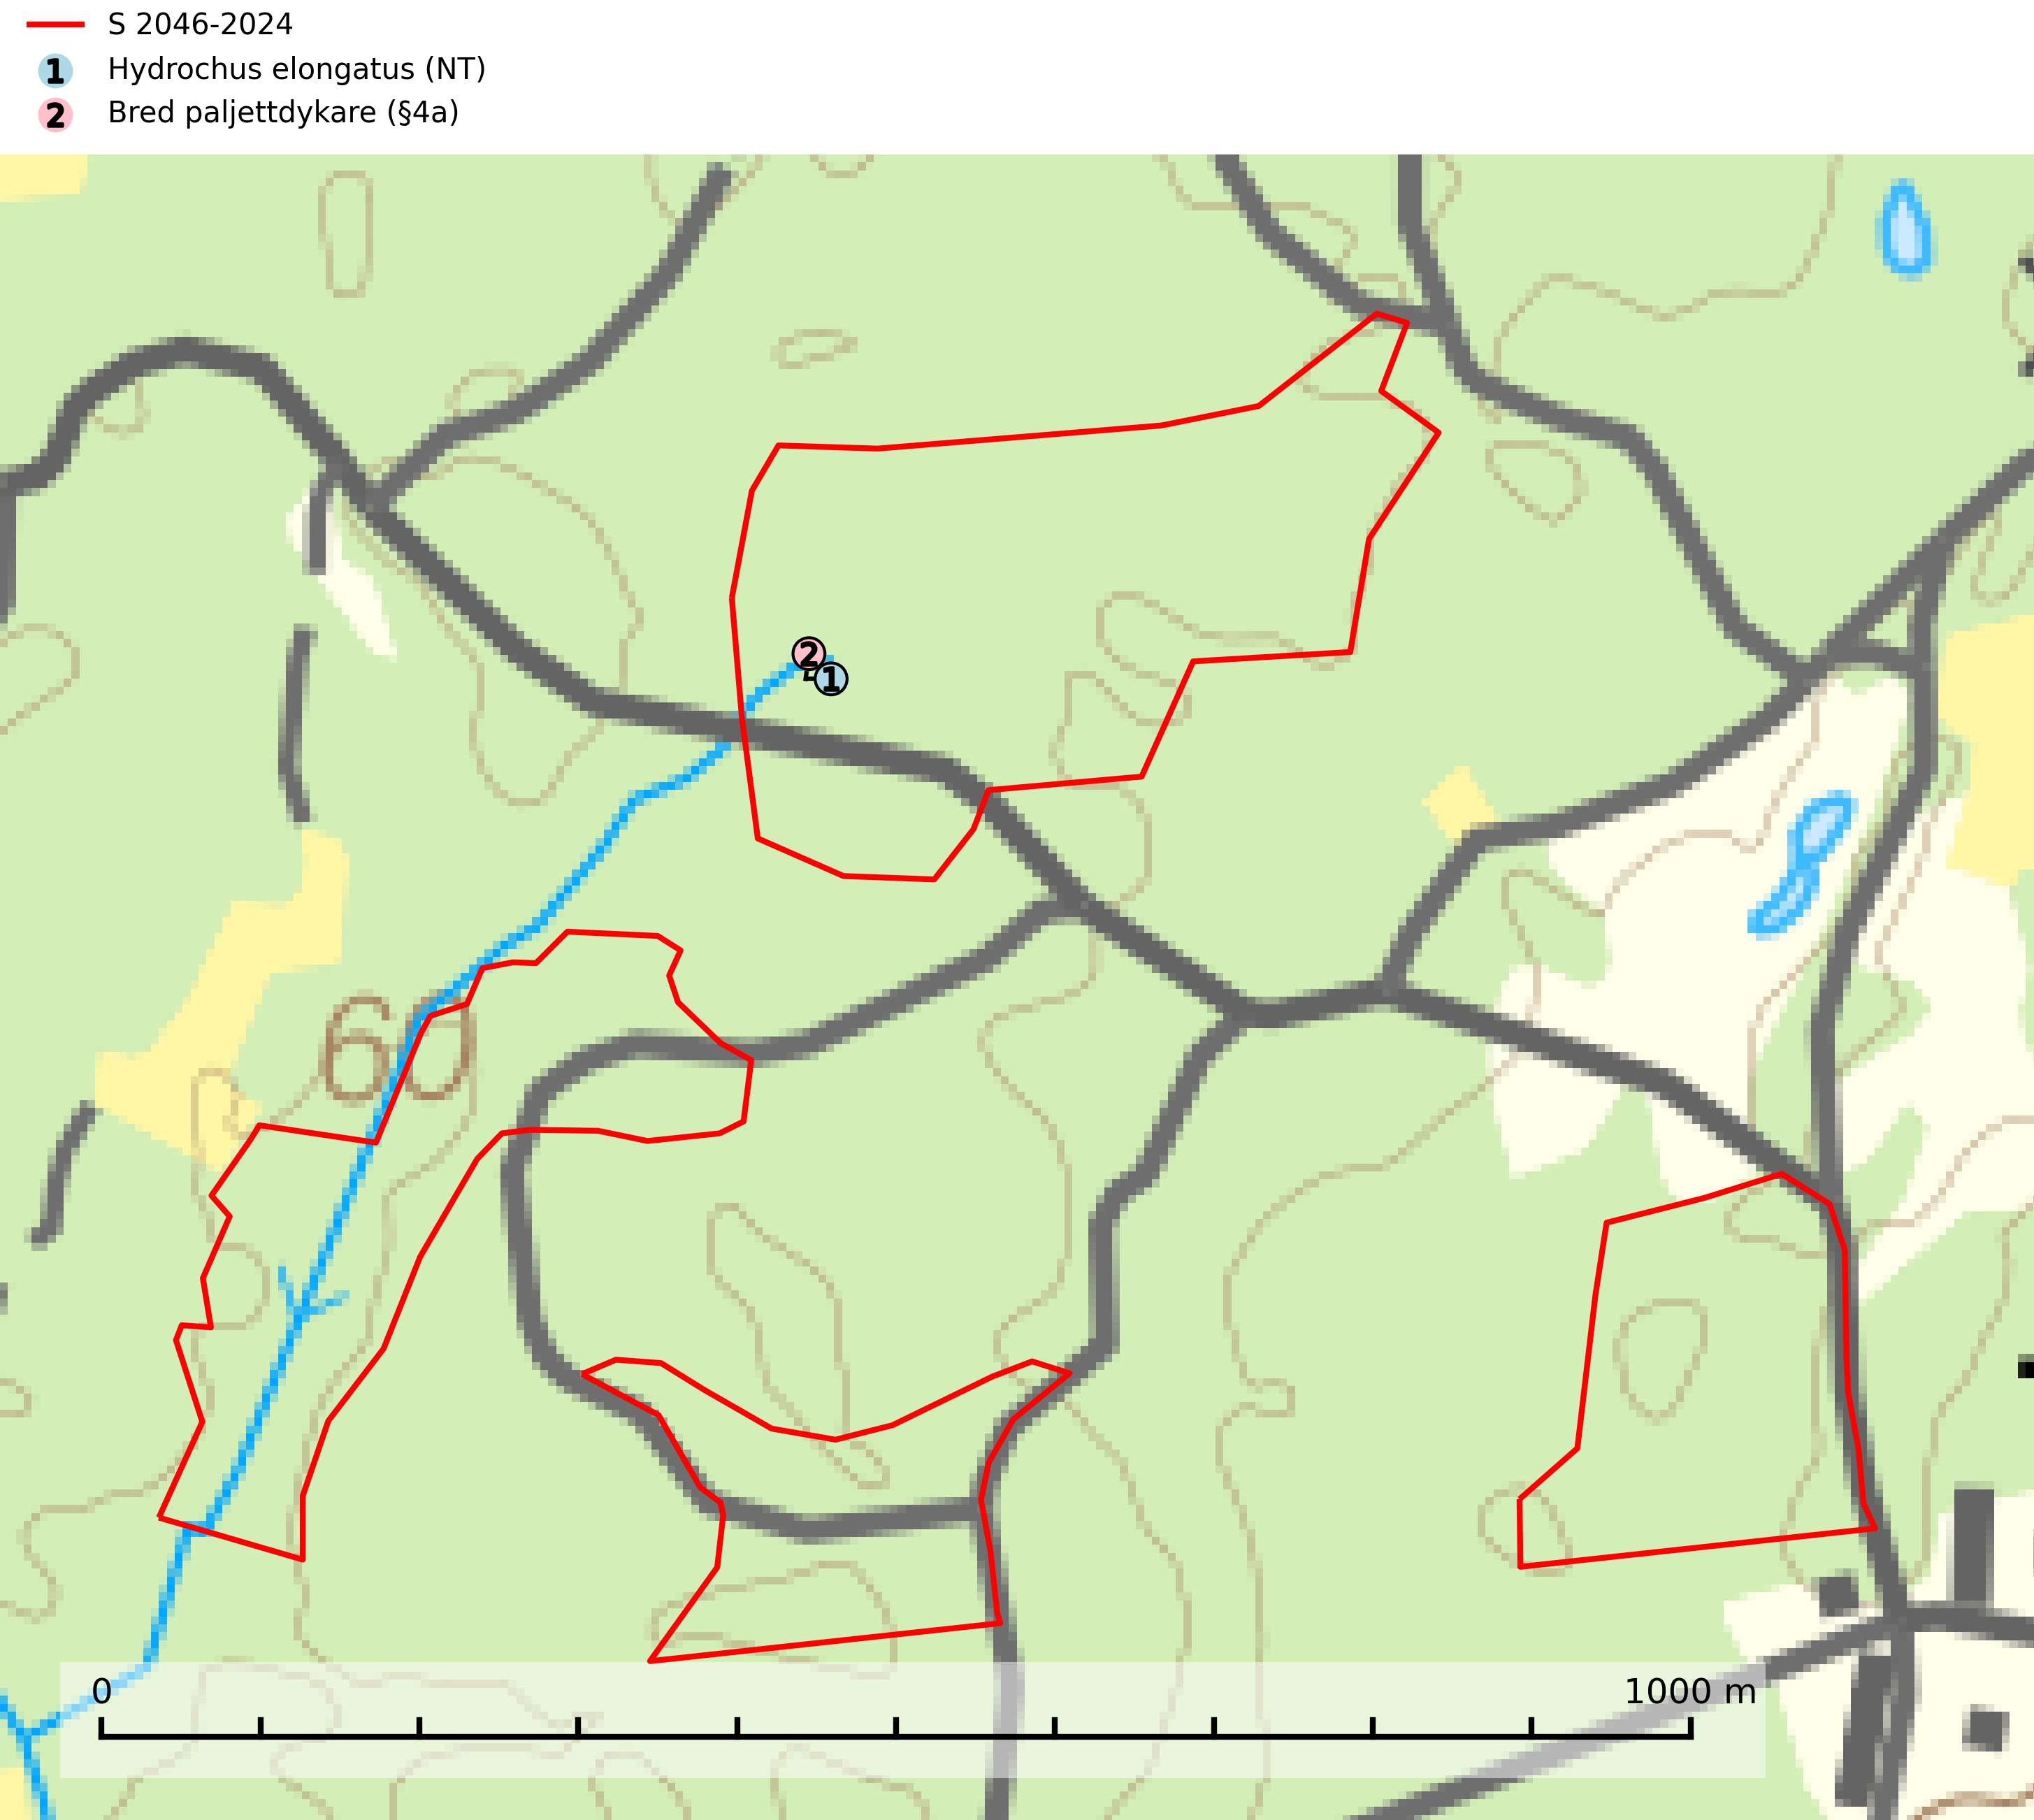 S 2046-2024
1 Hydrochus elongatus (NT)
2 Bred paljettdykare (§4a)
2
1
60
0 1000 m